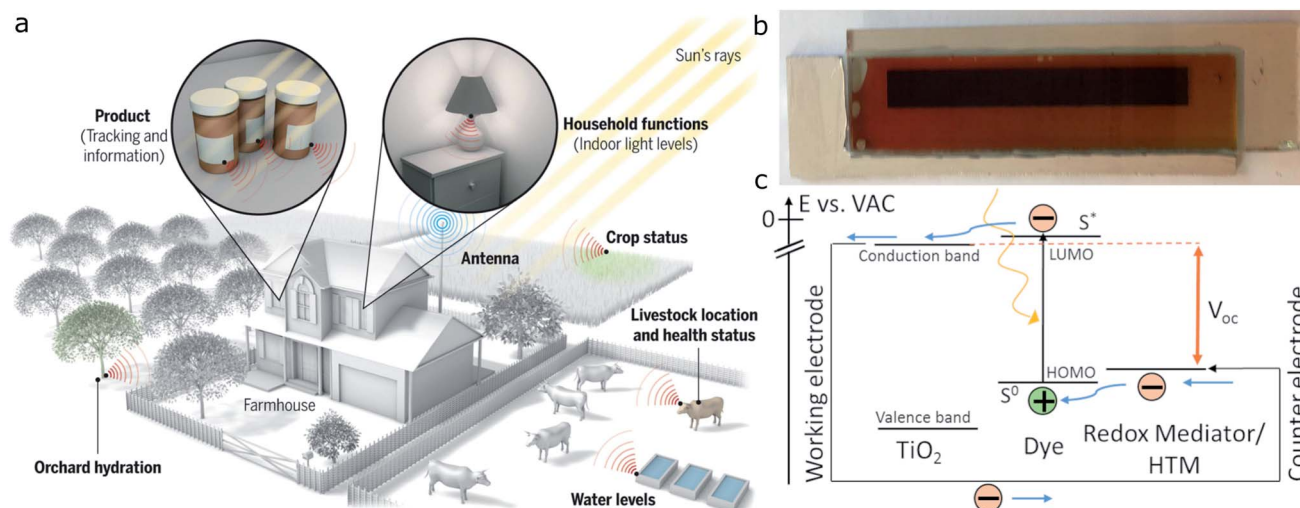 a
Product
(Tracking and
information)
Sun's rays
Household functions
(Indoor light levels)
Antenna
Crop status
Livestock location
and health status
Farmhouse
Orchard hydration
Water levels
b
c
0
E vs. VAC
S*
Conduction band
LUMO
Voc
HOMO
S⁰
Valence band
TiO₂
Dye
Redox Mediator/
HTM
Working electrode
Counter electrode